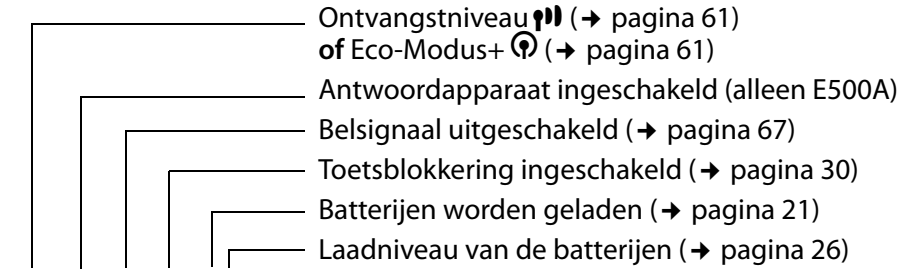 Ontvangstniveau (➔ pagina 61)
of Eco-Modus+ (➔ pagina 61)
Antwoordapparaat ingeschakeld (alleen E500A)
Belsignaal uitgeschakeld (➔ pagina 67)
Toetsblokkering ingeschakeld (➔ pagina 30)
Batterijen worden geladen (➔ pagina 21)
Laadniveau van de batterijen (➔ pagina 26)